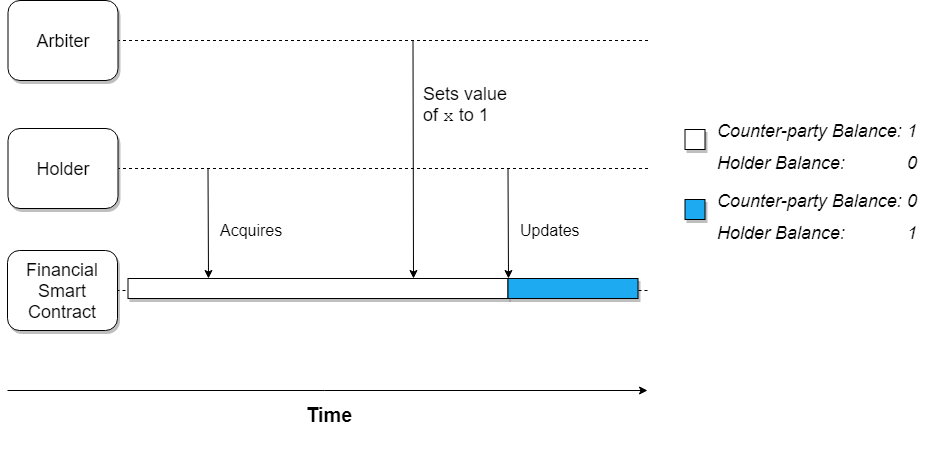 Arbiter
Sets value
of x to 1
Counter-party Balance: 1
Holder Balance: 0
Holder
Counter-party Balance: 0
Holder Balance: 1
Acquires
Updates
Financial
Smart
Contract
Time